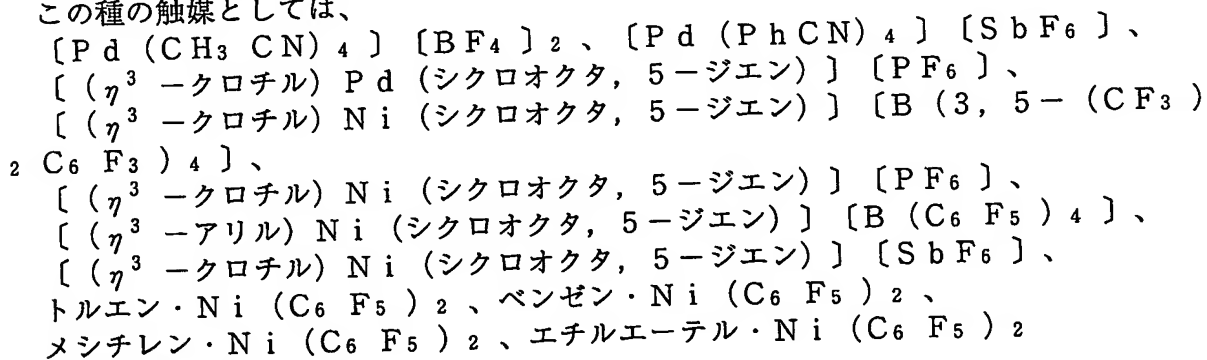 この種の触媒としては、
〔Pd(CH₃CN)₄〕〔BF₄〕₂、〔Pd(PhCN)₄〕〔SbF₆〕、
〔(η³-クロチル)Pd(シクロオクタ,5-ジエン)〕〔PF₆〕、
〔(η³-クロチル)Ni(シクロオクタ,5-ジエン)〕〔B(3,5-(CF₃)
₂C₆F₃)₄〕、
〔(η³-クロチル)Ni(シクロオクタ,5-ジエン)〕〔PF₆〕、
〔(η³-アリル)Ni(シクロオクタ,5-ジエン)〕〔B(C₆F₅)₄〕、
〔(η³-クロチル)Ni(シクロオクタ,5-ジエン)〕〔SbF₆〕、
トルエン・Ni(C₆F₅)₂、ベンゼン・Ni(C₆F₅)₂、
メシチレン・Ni(C₆F₅)₂、エチルエーテル・Ni(C₆F₅)₂